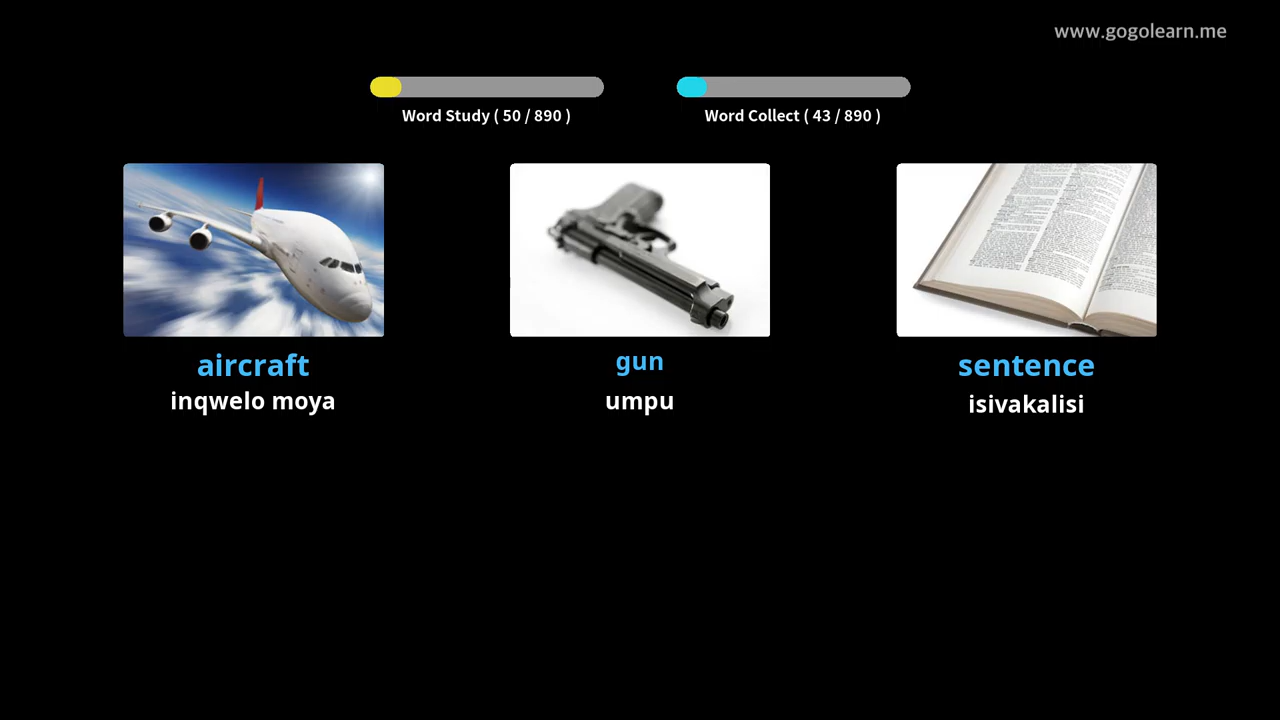 www.gogolearn.me
Word Study ( 50 / 890 )
Word Collect ( 43 / 890 )
aircraft
inqwelo moya
gun
umpu
sentence
isivakalisi